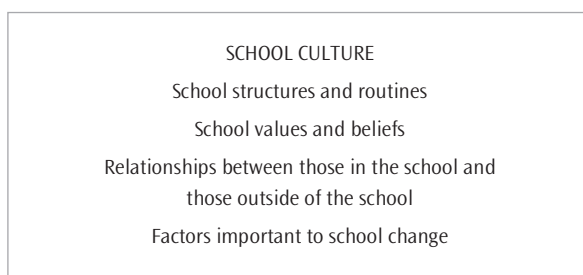 SCHOOL CULTURE
School structures and routines
School values and beliefs
Relationships between those in the school and
those outside of the school
Factors important to school change